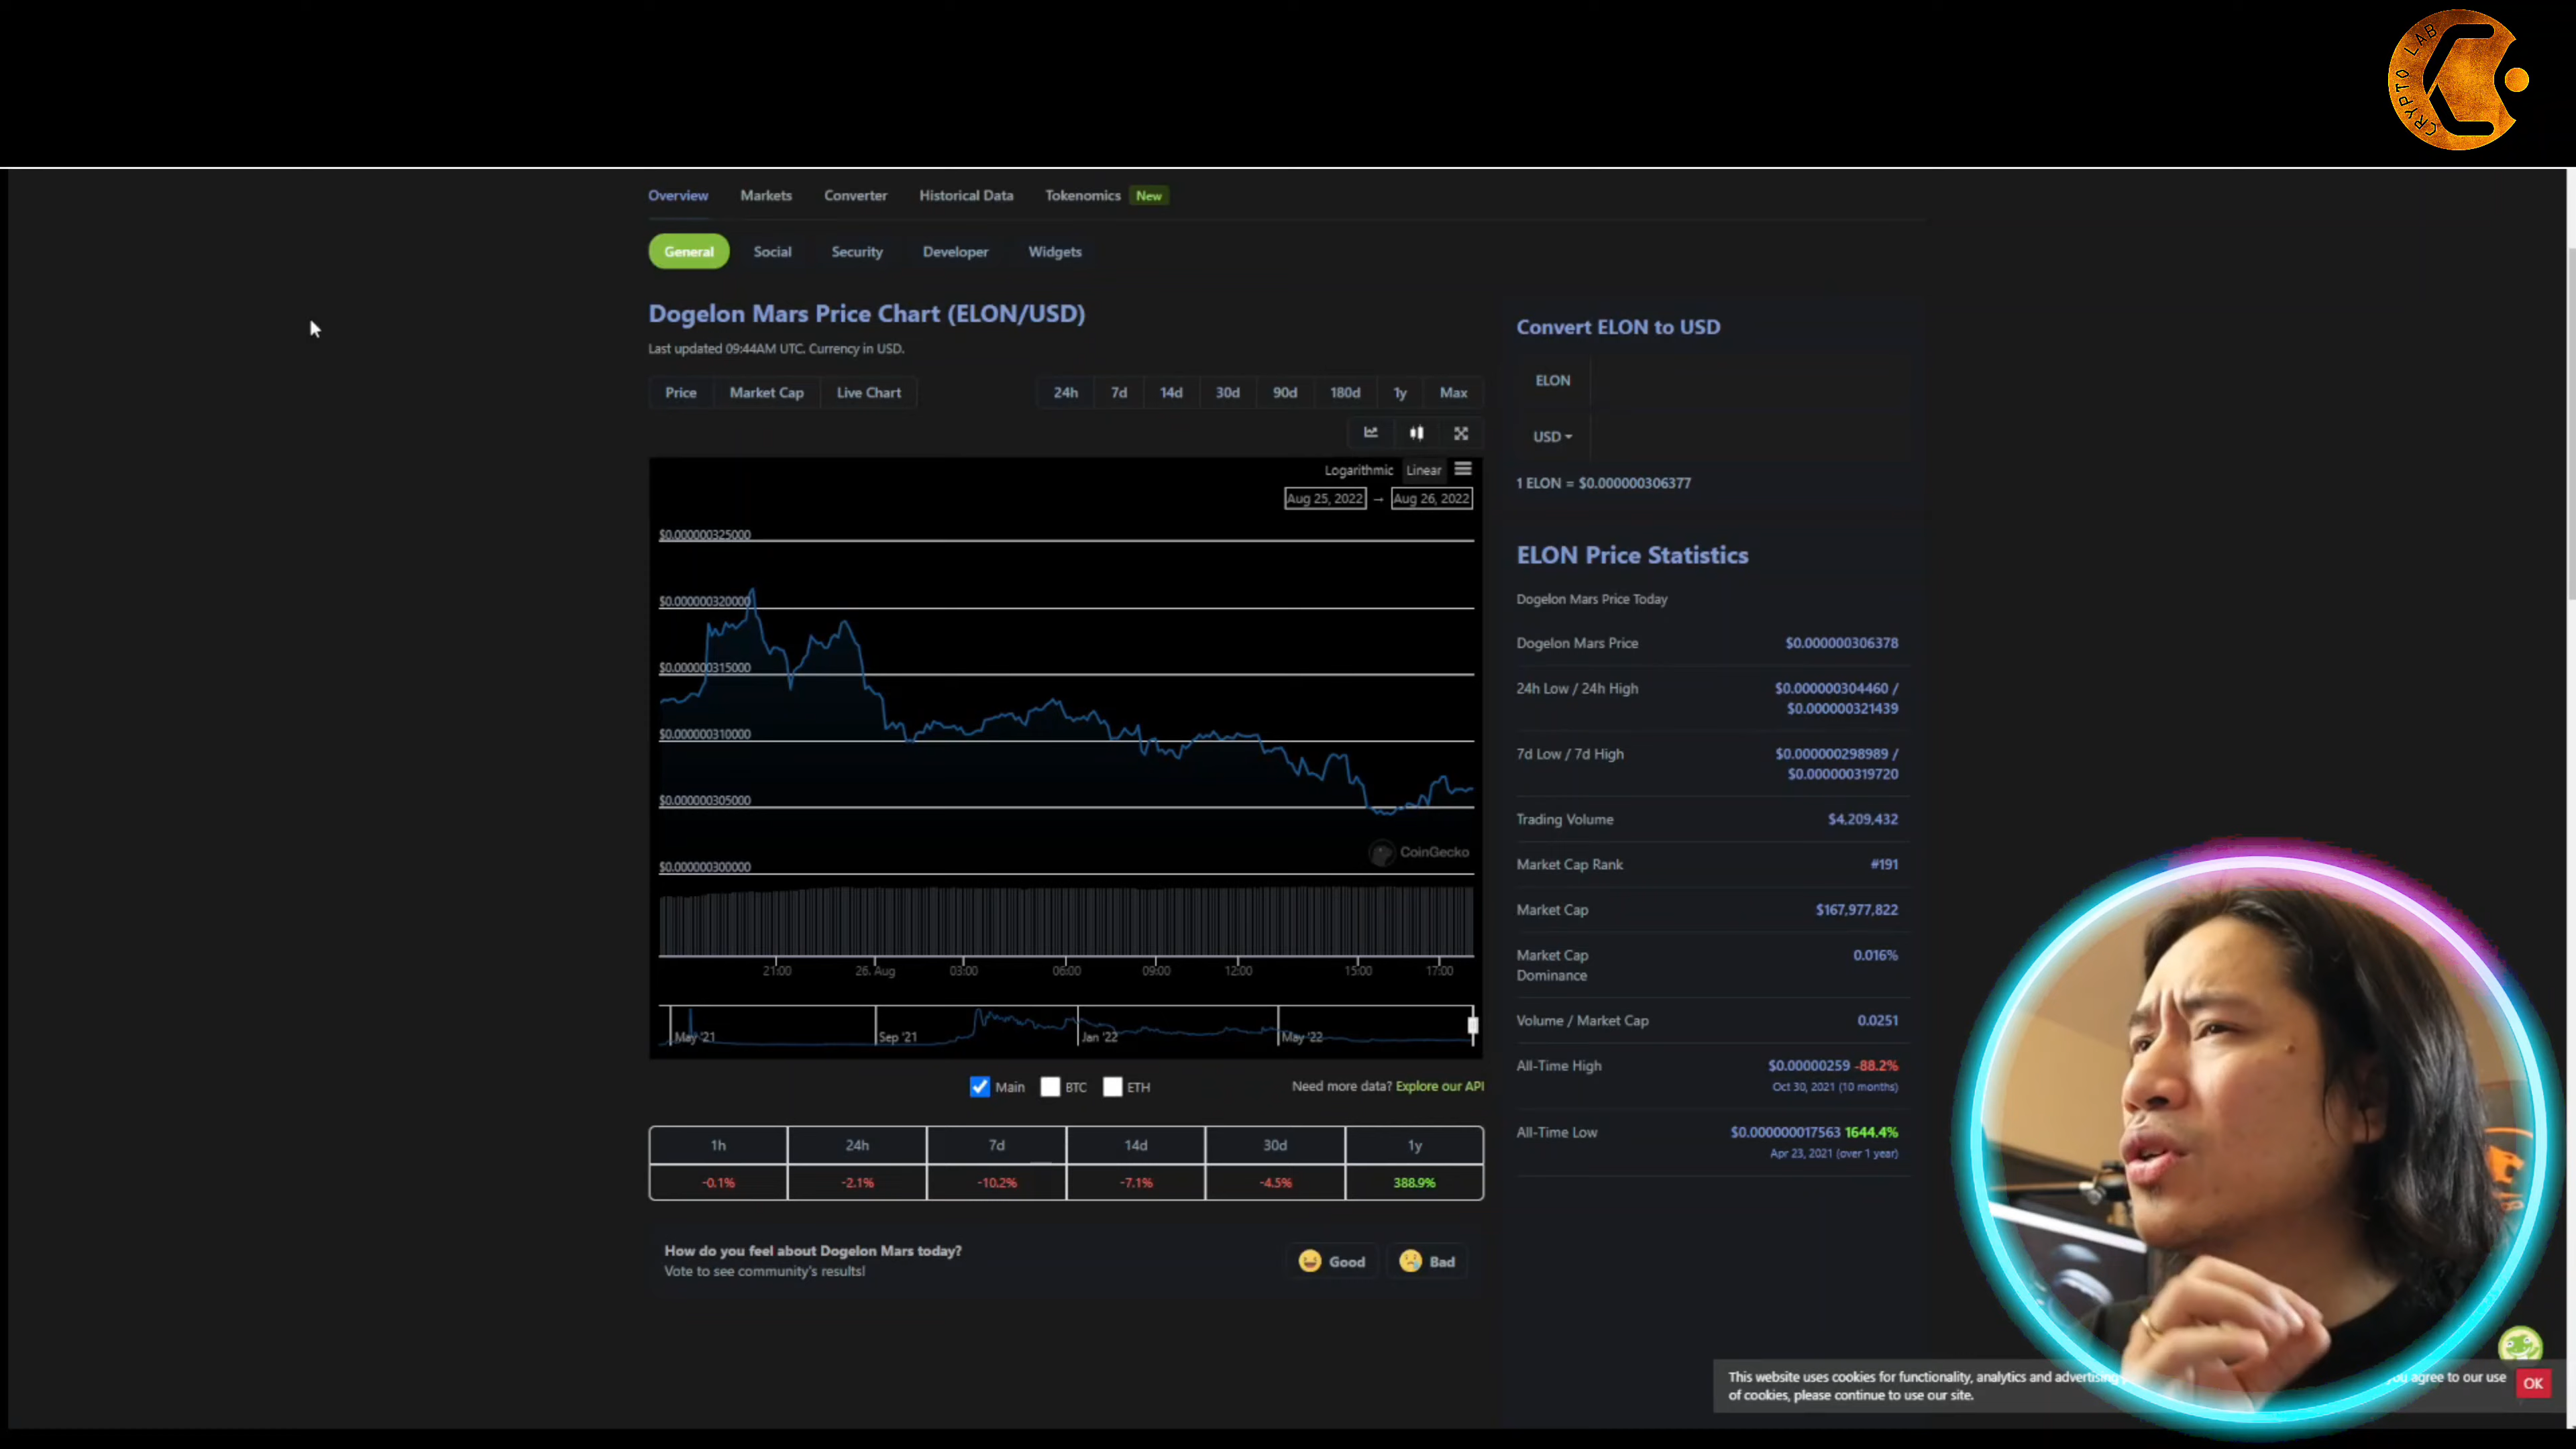 CRYPTO LAB
Overview Markets Converter Historical Data Tokenomics New
General Social Security Developer Widgets
Dogelon Mars Price Chart (ELON/USD)
Last updated 09:44AM UTC. Currency in USD.
Price Market Cap Live Chart 24h 7d 14d 30d 90d 180d 1y Max
Logarithmic Linear
Aug 25, 2022 → Aug 26, 2022
$0.000000325000
$0.000000320000
$0.000000315000
$0.000000310000
$0.000000305000
CoinGecko
$0.000000300000
21:00 26. Aug 03:00 06:00 09:00 12:00 15:00 17:00
May '21 Sep '21 Jan '22 May '22
Main BTC ETH Need more data? Explore our API
1h 24h 7d 14d 30d 1y
-0.1% -2.1% -10.2% -7.1% -4.5% 388.9%
How do you feel about Dogelon Mars today?
Vote to see community's results!
Good Bad
Convert ELON to USD
ELON
USD
1 ELON = $0.000000306377
ELON Price Statistics
Dogelon Mars Price Today
Dogelon Mars Price $0.000000306378
24h Low / 24h High $0.000000304460 /
$0.000000321439
7d Low / 7d High $0.000000298989 /
$0.000000319720
Trading Volume $4,209,432
Market Cap Rank #191
Market Cap $167,977,822
Market Cap
Dominance 0.016%
Volume / Market Cap 0.0251
All-Time High $0.00000259 -88.2%
Oct 30, 2021 (10 months)
All-Time Low $0.000000017563 1644.4%
Apr 23, 2021 (over 1 year)
This website uses cookies for functionality, analytics and advertising agree to our use
of cookies, please continue to use our site.
OK